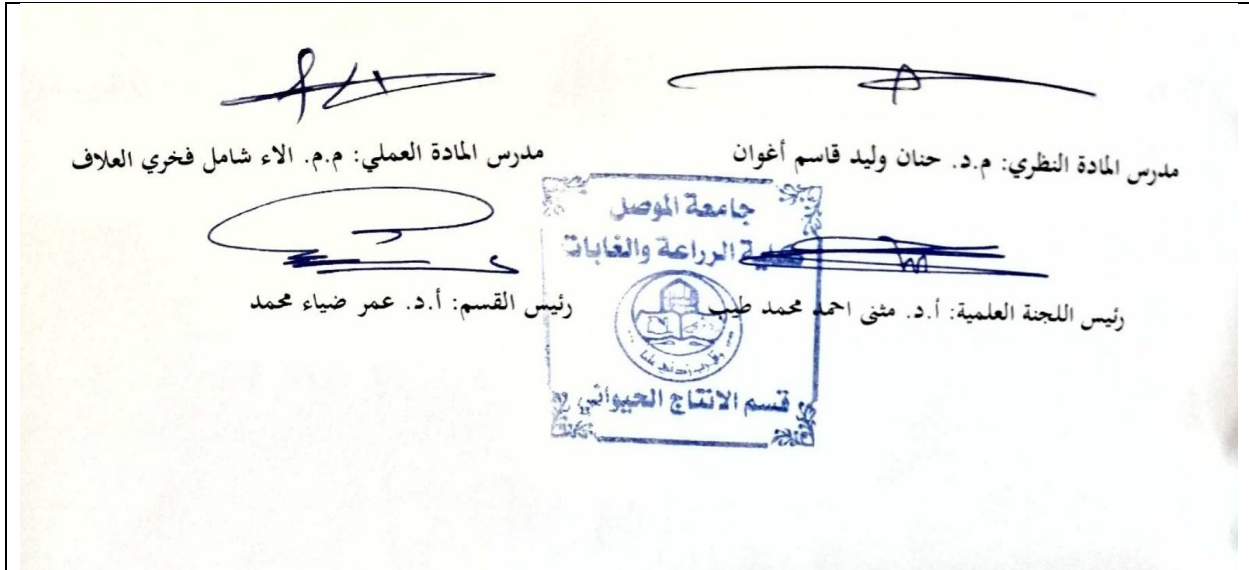 مدرس المادة النظري: م.د. حنان وليد قاسم أغوان
مدرس المادة العملي: م.م. الاء شامل فخري العلاف
جامعة الموصل
كلية الزراعة والغابات
رئيس اللجنة العلمية: أ.د. مثنى احمد محمد طيب
رئيس القسم: أ.د. عمر ضياء محمد
قسم الانتاج الحيواني